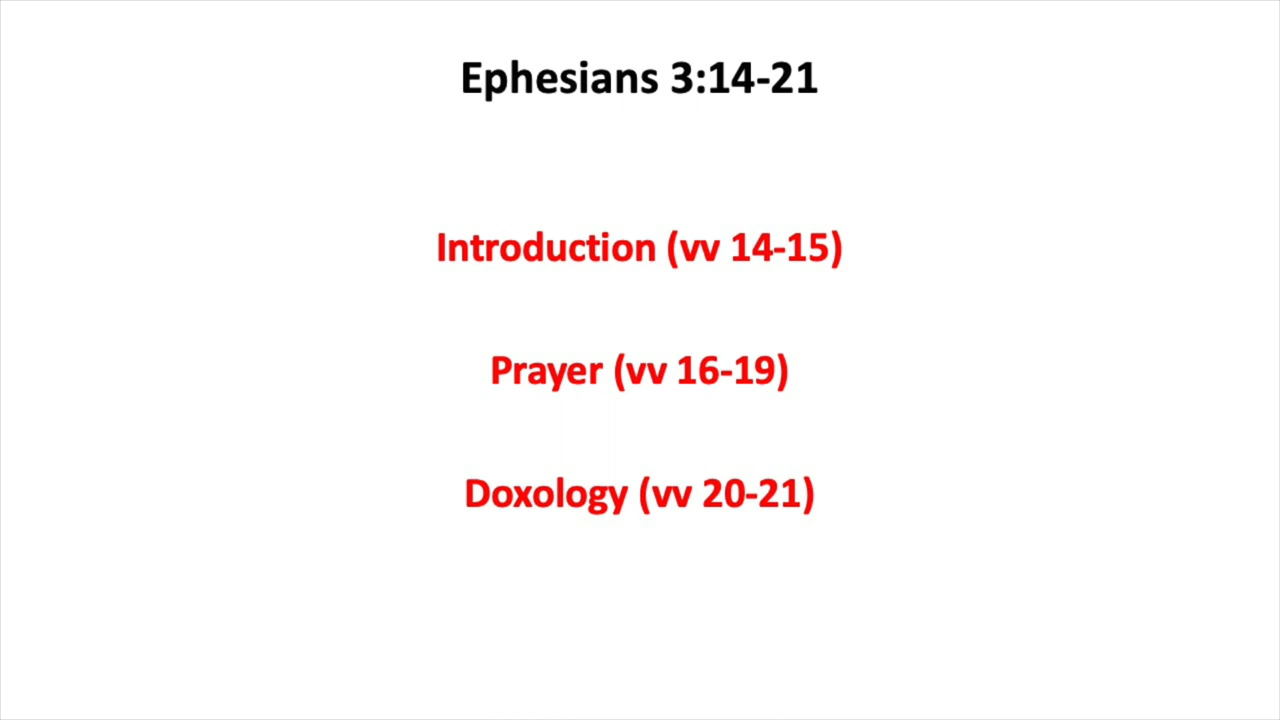 Ephesians 3:14-21
Introduction (vv 14-15)
Prayer (vv 16-19)
Doxology (vv 20-21)